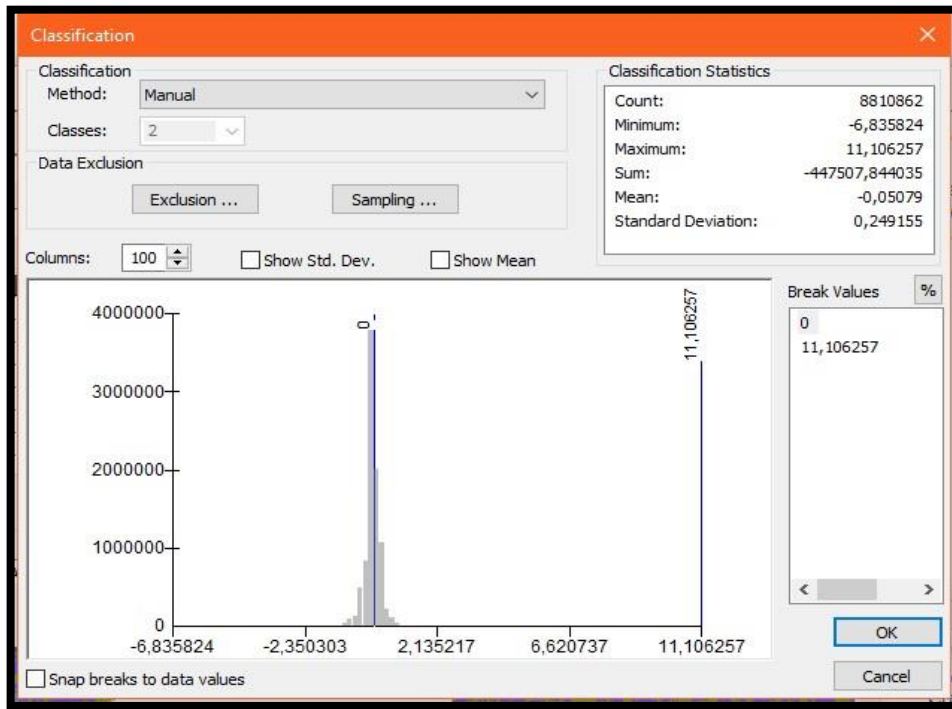 Classification
Classification
Method: Manual
Classes: 2
Data Exclusion
Exclusion ... Sampling ...
Classification Statistics
Count: 8810862
Minimum: -6,835824
Maximum: 11,106257
Sum: -447507,844035
Mean: -0,05079
Standard Deviation: 0,249155
Columns: 100 Show Std. Dev. Show Mean
Break Values %
0
11,106257
0
11,106257
4000000
3000000
2000000
1000000
0
-6,835824 -2,350303 2,135217 6,620737 11,106257
OK
Cancel
Snap breaks to data values